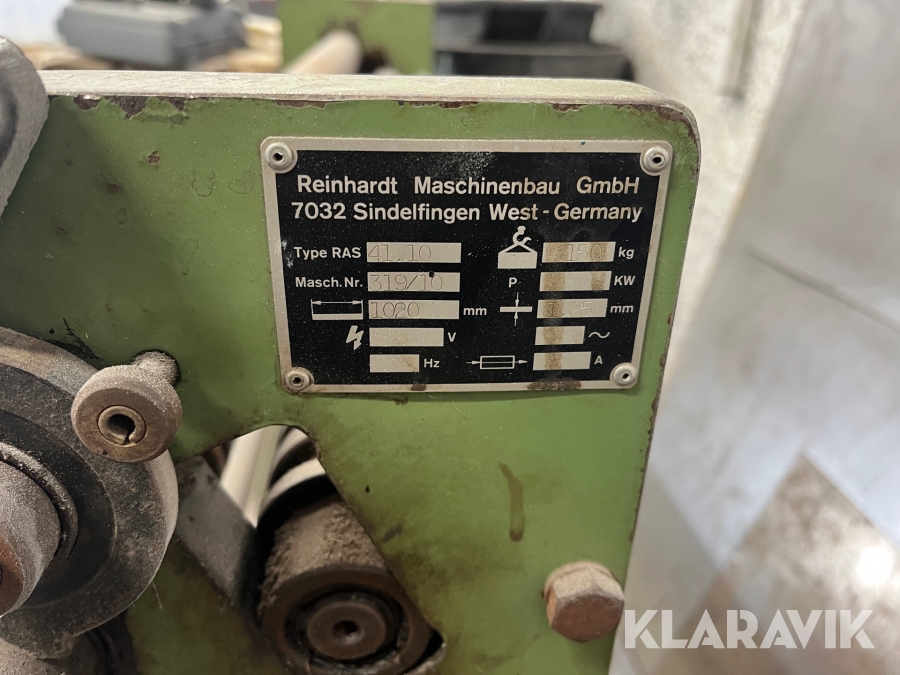 Reinhardt Maschinenbau GmbH
7032 Sindelfingen West-Germany
Type RAS 41.10 150 kg
Masch.Nr. 319/10 P KW
1020 mm mm
V ~
Hz A
KLARAVIK